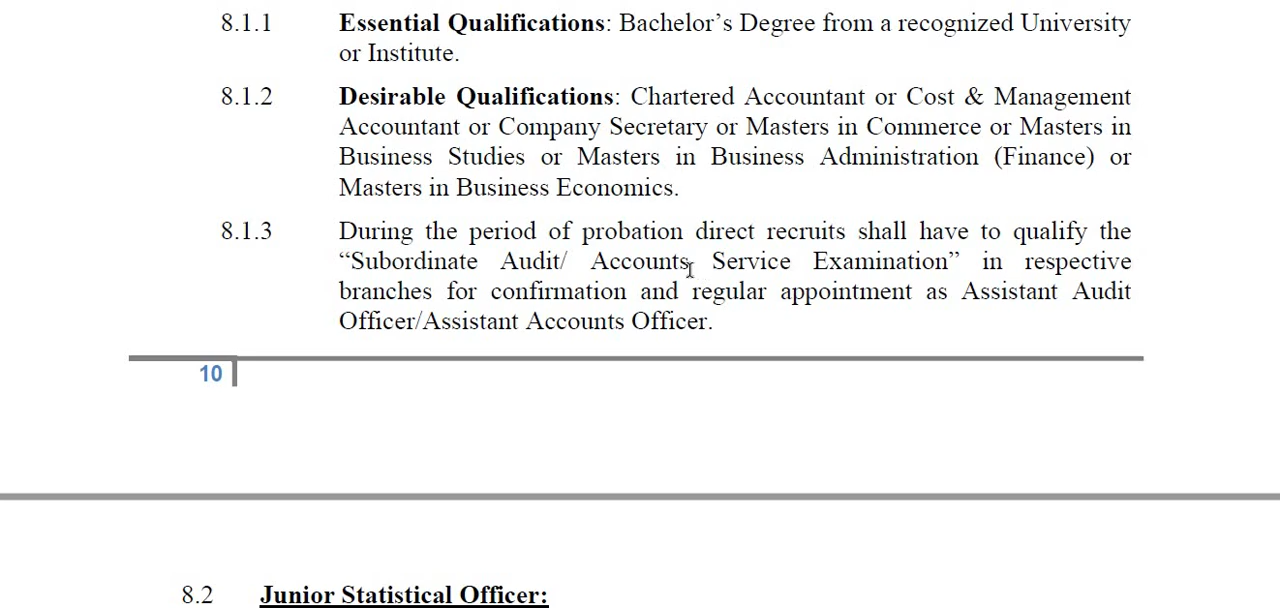 8.1.1 Essential Qualifications: Bachelor’s Degree from a recognized University
or Institute.
8.1.2 Desirable Qualifications: Chartered Accountant or Cost & Management
Accountant or Company Secretary or Masters in Commerce or Masters in
Business Studies or Masters in Business Administration (Finance) or
Masters in Business Economics.
8.1.3 During the period of probation direct recruits shall have to qualify the
“Subordinate Audit/ Accounts Service Examination” in respective
branches for confirmation and regular appointment as Assistant Audit
Officer/Assistant Accounts Officer.
10
8.2 Junior Statistical Officer: